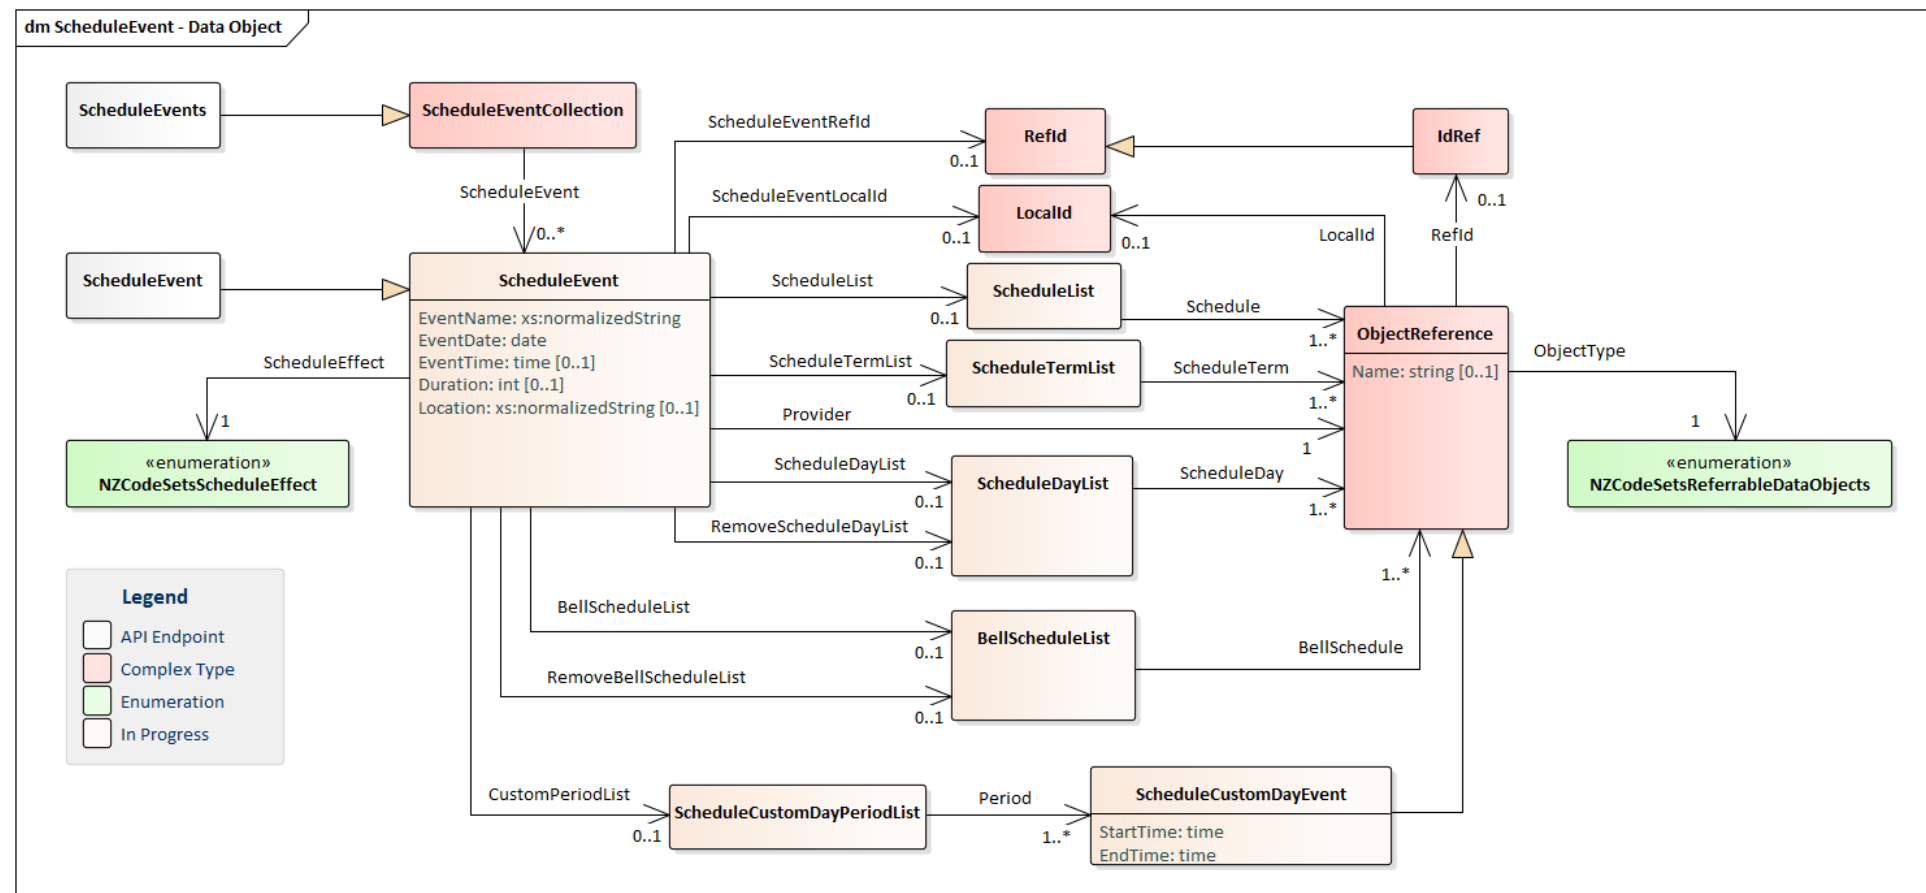 dm ScheduleEvent - Data Object
ScheduleEvents
ScheduleEventCollection
ScheduleEvent
0..*
ScheduleEvent
ScheduleEvent
EventName: xs:normalizedString
EventDate: date
EventTime: time [0..1]
Duration: int [0..1]
Location: xs:normalizedString [0..1]
ScheduleEffect
1
«enumeration»
NZCodeSetsScheduleEffect
ScheduleEventRefId
0..1
RefId
IdRef
0..1
RefId
ScheduleEventLocalId
0..1
LocalId
0..1
LocalId
ScheduleList
0..1
ScheduleList
Schedule
1..*
ScheduleTermList
0..1
ScheduleTermList
ScheduleTerm
1..*
Provider
1
ObjectReference
Name: string [0..1]
ObjectType
1
«enumeration»
NZCodeSetsReferrableDataObjects
ScheduleDayList
0..1
RemoveScheduleDayList
0..1
ScheduleDayList
ScheduleDay
1..*
BellScheduleList
0..1
RemoveBellScheduleList
0..1
BellScheduleList
BellSchedule
1..*
CustomPeriodList
0..1
ScheduleCustomDayPeriodList
Period
1..*
ScheduleCustomDayEvent
StartTime: time
EndTime: time
Legend
API Endpoint
Complex Type
Enumeration
In Progress